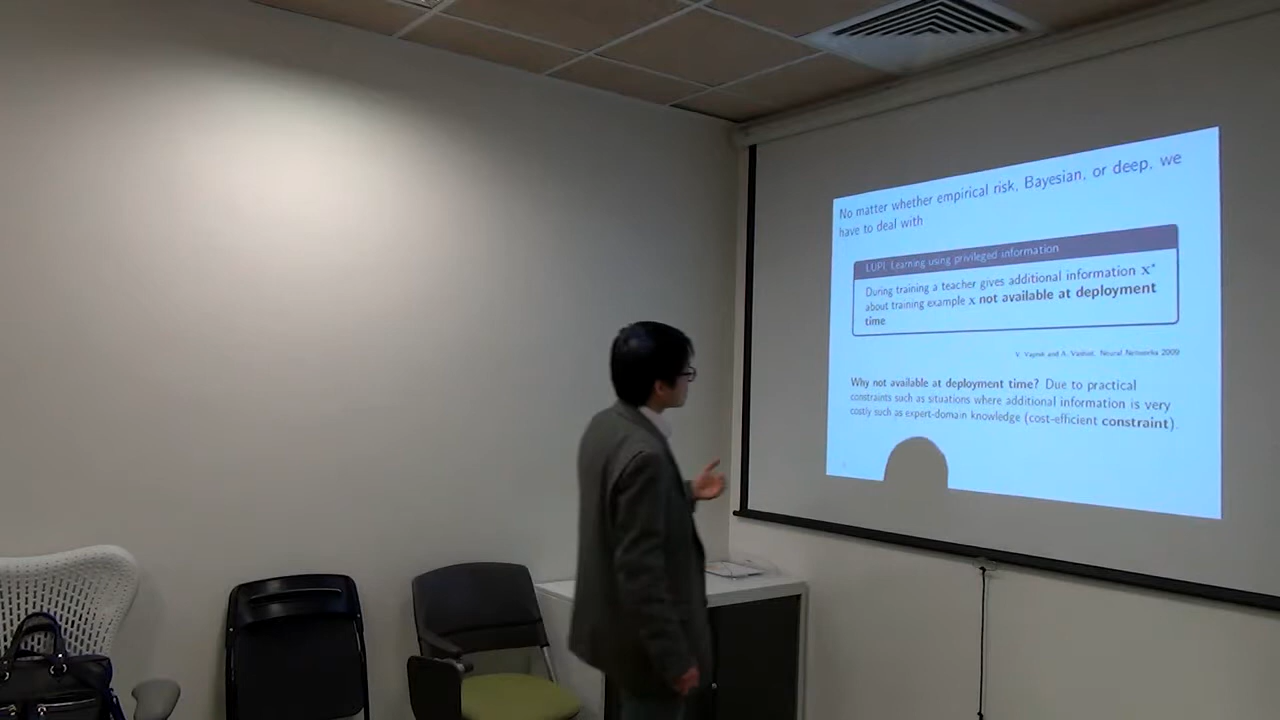 No matter whether empirical risk, Bayesian, or deep, we
have to deal with
LUPI: Learning using privileged information
During training a teacher gives additional information x*
about training example x not available at deployment
time
V. Vapnik and A. Vashist. Neural Networks 2009
Why not available at deployment time? Due to practical
constraints such as situations where additional information is very
costly such as expert-domain knowledge (cost-efficient constraint).